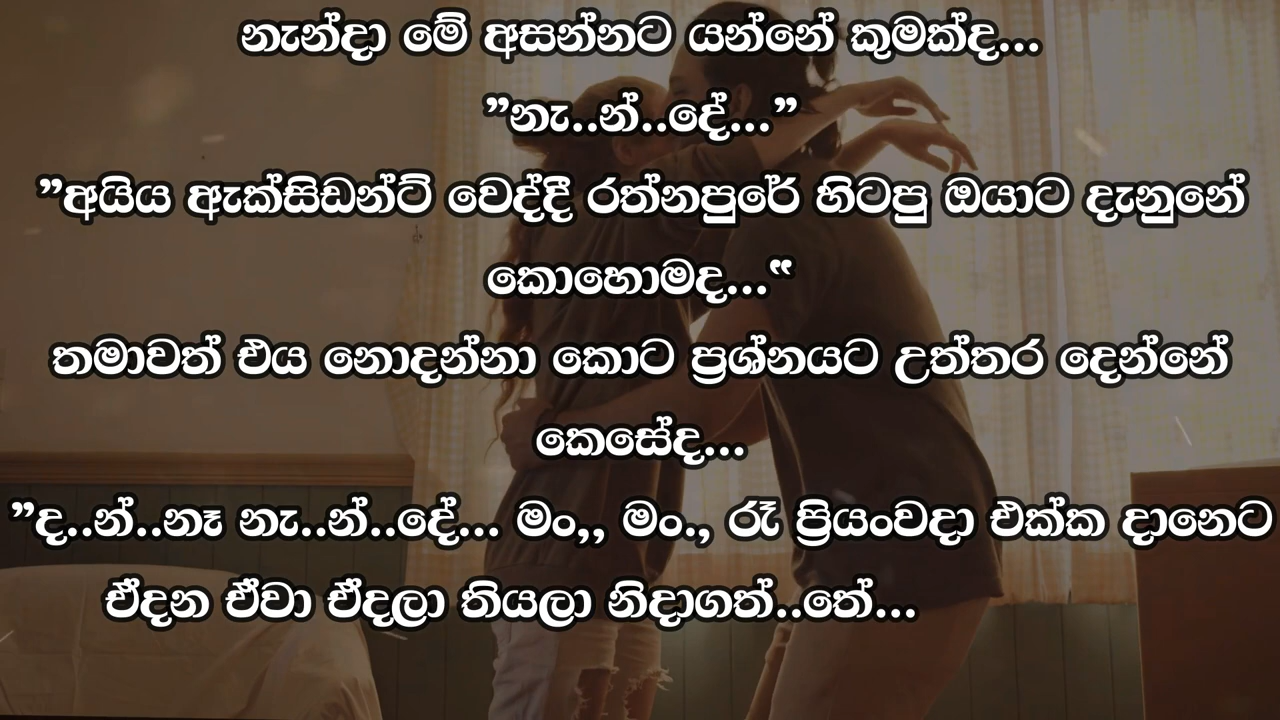 නැන්දා මේ අසන්නට යන්නේ කුමක්ද...
”නැ..න්..දේ...”
”අයිය ඇක්සිඩන්ට් වෙද්දී රත්නපුරේ හිටපු ඔයාට දැනුනේ
කොහොමද...“
තමාවත් එය නොදන්නා කොට ප්‍රශ්නයට උත්තර දෙන්නේ
කෙසේද...
”ද..න්..නෑ නැ..න්..දේ... මං,, මං., රෑ ප්‍රියංවදා එක්ක දානෙට
ඒදන ඒවා ඒදලා තියලා නිදාගත්..තේ...